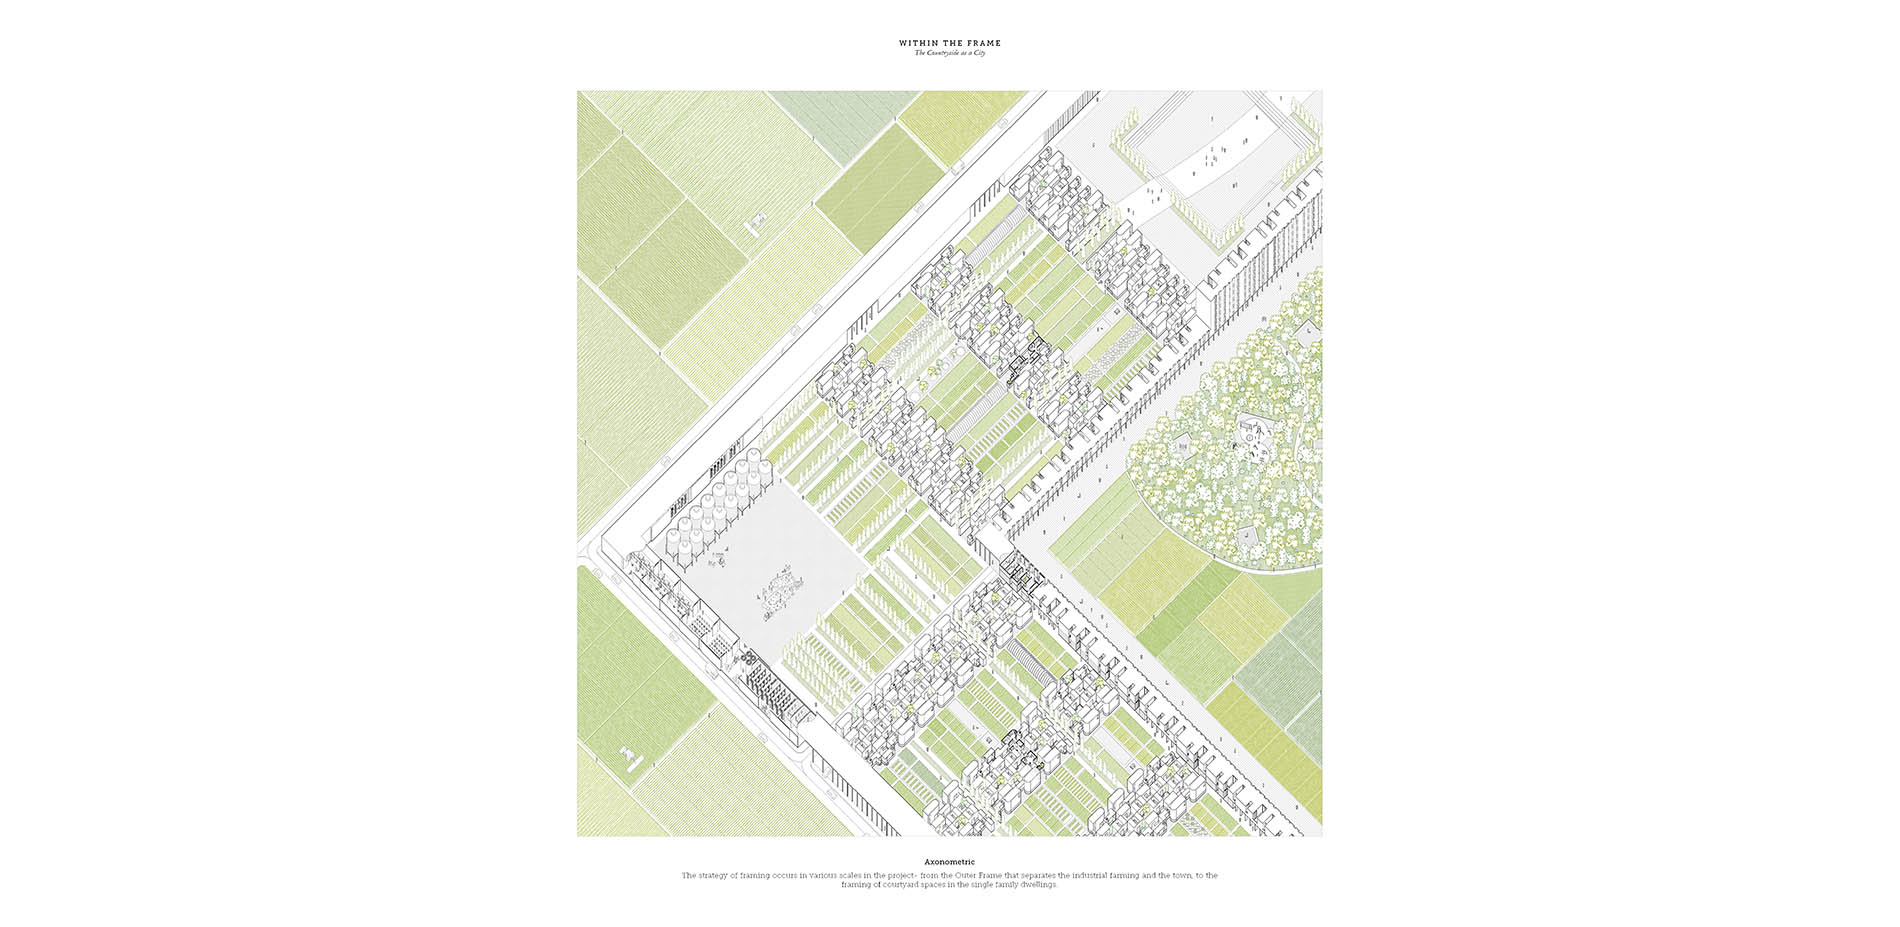 WITHIN THE FRAME
The Countryside as a City
Axonometric
The strategy of framing occurs in various scales in the project- from the Outer Frame that separates the industrial farming and the town, to the
framing of courtyard spaces in the single family dwellings.